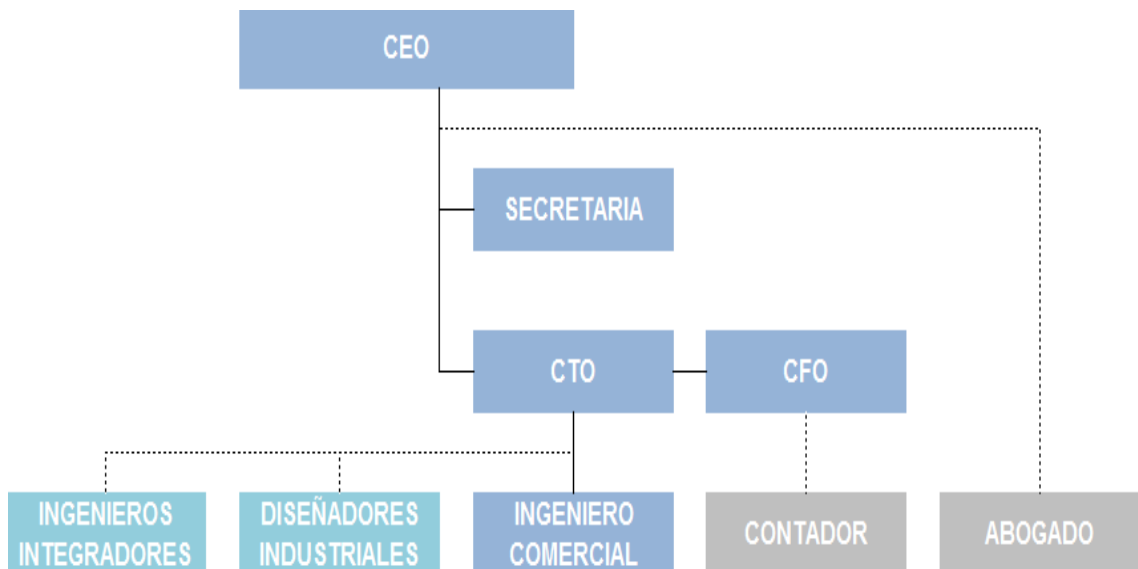 CEO
SECRETARIA
CTO
CFO
INGENIEROS
INTEGRADORES
DISEÑADORES
INDUSTRIALES
INGENIERO
COMERCIAL
CONTADOR
ABOGADO